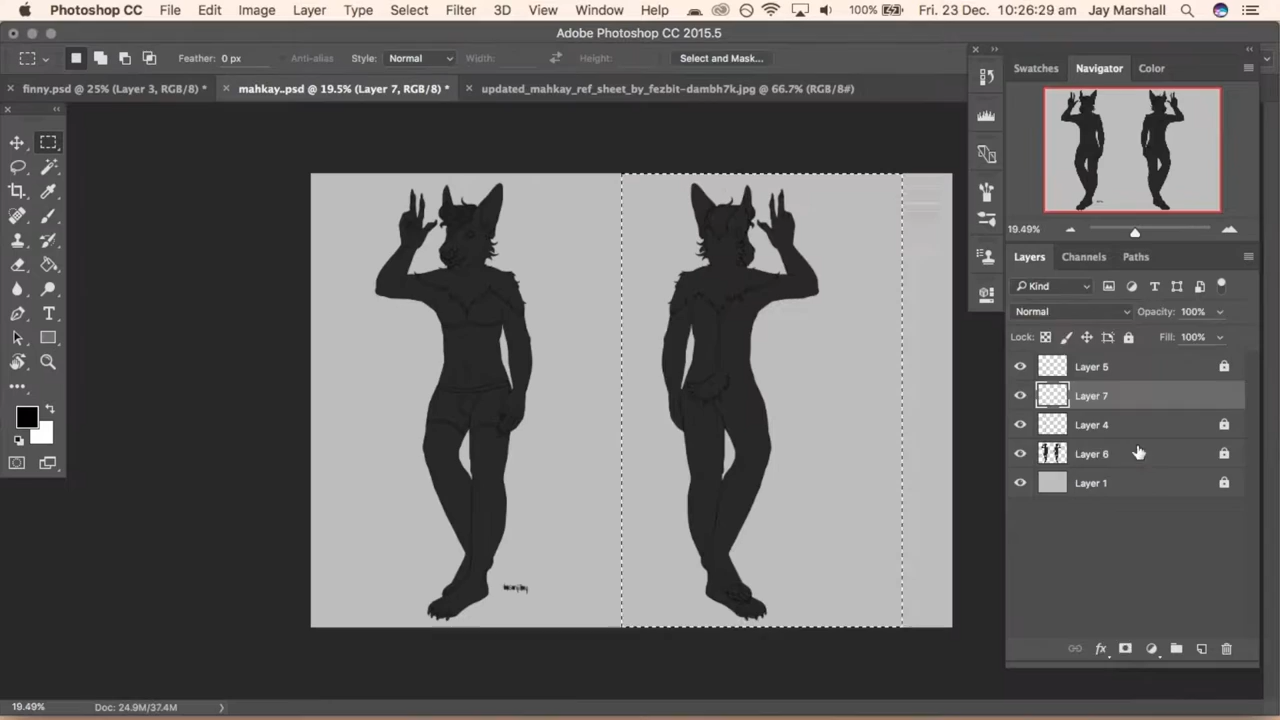 Photoshop CC File Edit Image Layer Type Select Filter 3D View Window Help 100% Fri. 23 Dec. 10:26:29 am Jay Marshall
Adobe Photoshop CC 2015.5
Feather: 0 px Anti-alias Style: Normal Width: Height: Select and Mask...
finny.psd @ 25% (Layer 3, RGB/8) * mahkay..psd @ 19.5% (Layer 7, RGB/8) * updated_mahkay_ref_sheet_by_fezbit-dambh7k.jpg @ 66.7% (RGB/8#)
Swatches Navigator Color
19.49%
Layers Channels Paths
Kind
Normal Opacity: 100%
Lock: Fill: 100%
Layer 5
Layer 7
Layer 4
Layer 6
Layer 1
fx
19.49% Doc: 24.9M/37.4M